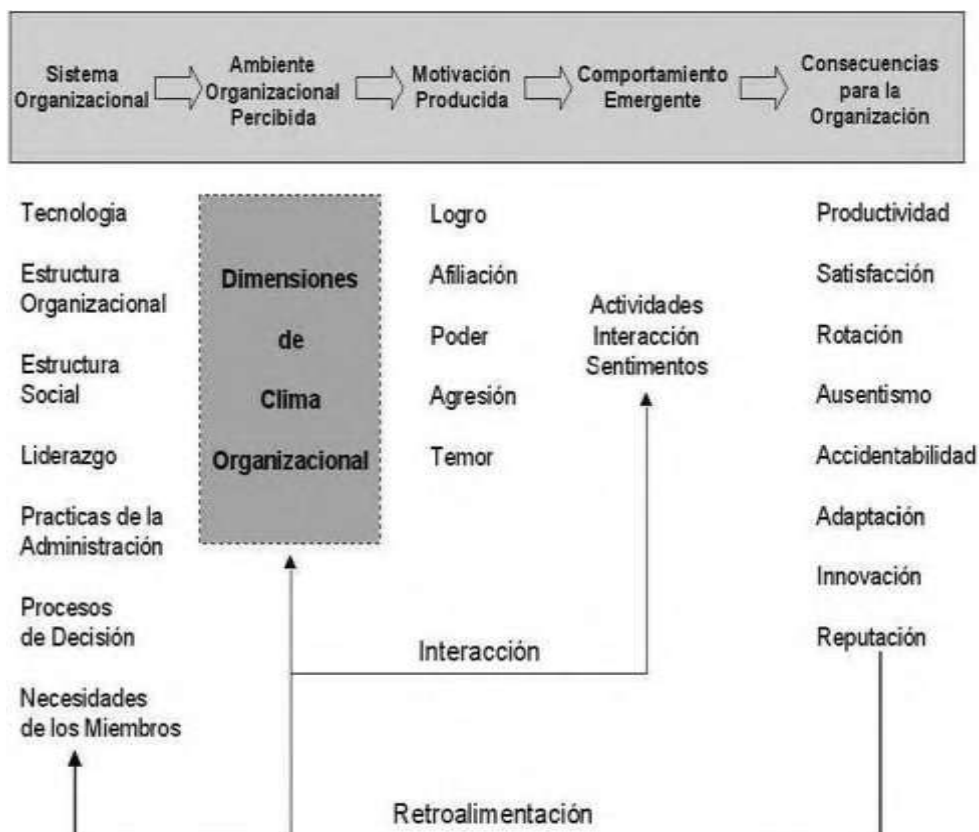 Sistema
Organizacional
Ambiente
Organizacional
Percibida
Motivación
Producida
Comportamiento
Emergente
Consecuencias
para la
Organización
Tecnologia
Estructura
Organizacional
Estructura
Social
Liderazgo
Practicas de la
Administración
Procesos
de Decisión
Necesidades
de los Miembros
Dimensiones
de
Clima
Organizacional
Logro
Afiliación
Poder
Agresión
Temor
Actividades
Interacción
Sentimentos
Productividad
Satisfacción
Rotación
Ausentismo
Accidentabilidad
Adaptación
Innovación
Reputación
Interacción
Retroalimentación